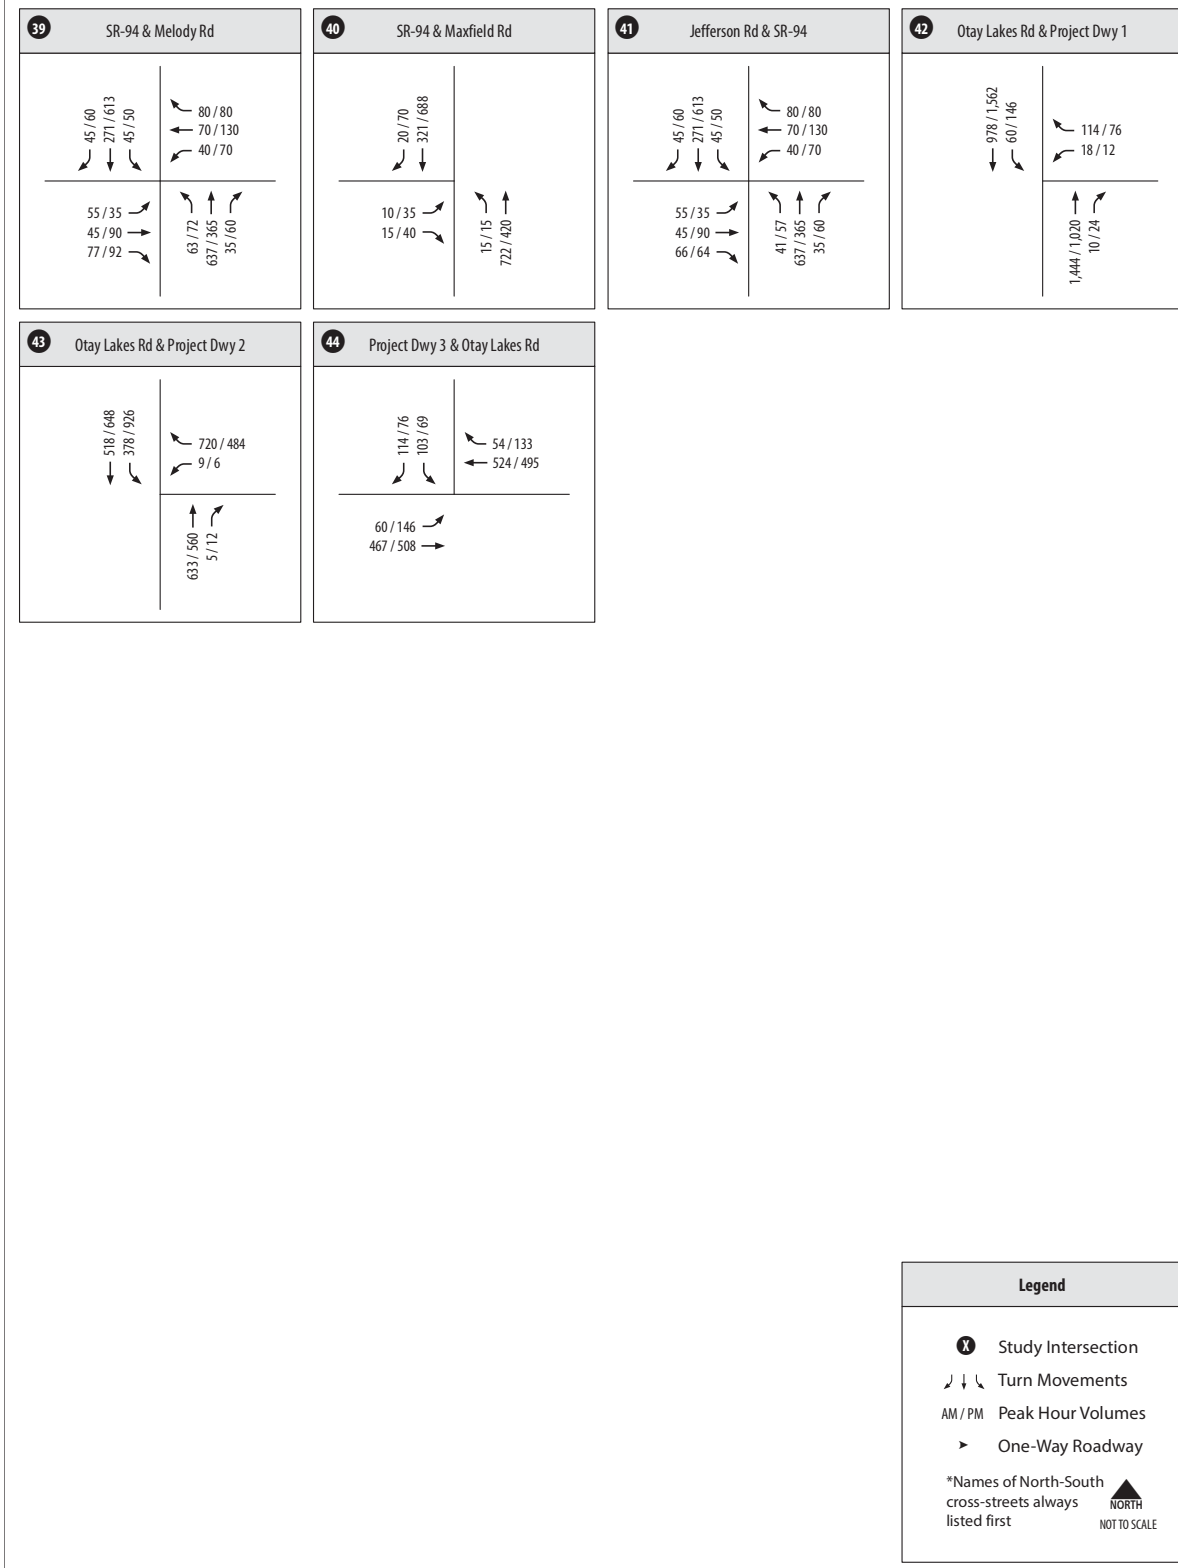 39 SR-94 & Melody Rd
45 / 60
271 / 613
45 / 50
80 / 80
70 / 130
40 / 70
55 / 35
45 / 90
77 / 92
63 / 72
637 / 365
35 / 60
40 SR-94 & Maxfield Rd
20 / 70
321 / 688
10 / 35
15 / 40
15 / 15
722 / 420
41 Jefferson Rd & SR-94
45 / 60
271 / 613
45 / 50
80 / 80
70 / 130
40 / 70
55 / 35
45 / 90
66 / 64
41 / 57
637 / 365
35 / 60
42 Otay Lakes Rd & Project Dwy 1
978 / 1,562
60 / 146
114 / 76
18 / 12
1,444 / 1,020
10 / 24
43 Otay Lakes Rd & Project Dwy 2
518 / 648
378 / 926
720 / 484
9 / 6
633 / 560
5 / 12
44 Project Dwy 3 & Otay Lakes Rd
114 / 76
103 / 69
54 / 133
524 / 495
60 / 146
467 / 508
Legend
X Study Intersection
Turn Movements
AM / PM Peak Hour Volumes
One-Way Roadway
*Names of North-South
cross-streets always
listed first
NORTH
NOT TO SCALE